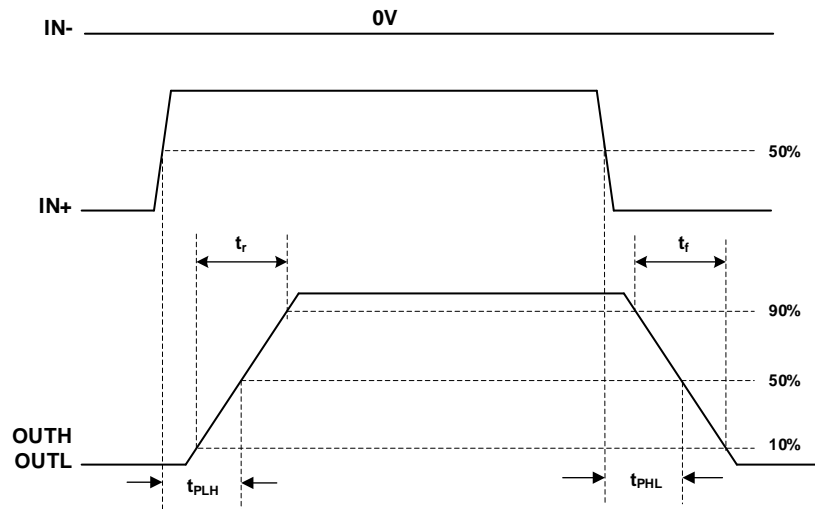 0V
IN-
50%
IN+
tr
tf
90%
50%
OUTH
OUTL
10%
tPLH
tPHL